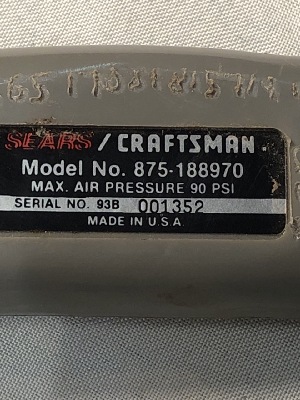 SEARS / CRAFTSMAN.
Model No. 875-188970
MAX. AIR PRESSURE 90 PSI
SERIAL NO. 93B 001352
MADE IN U.S.A.